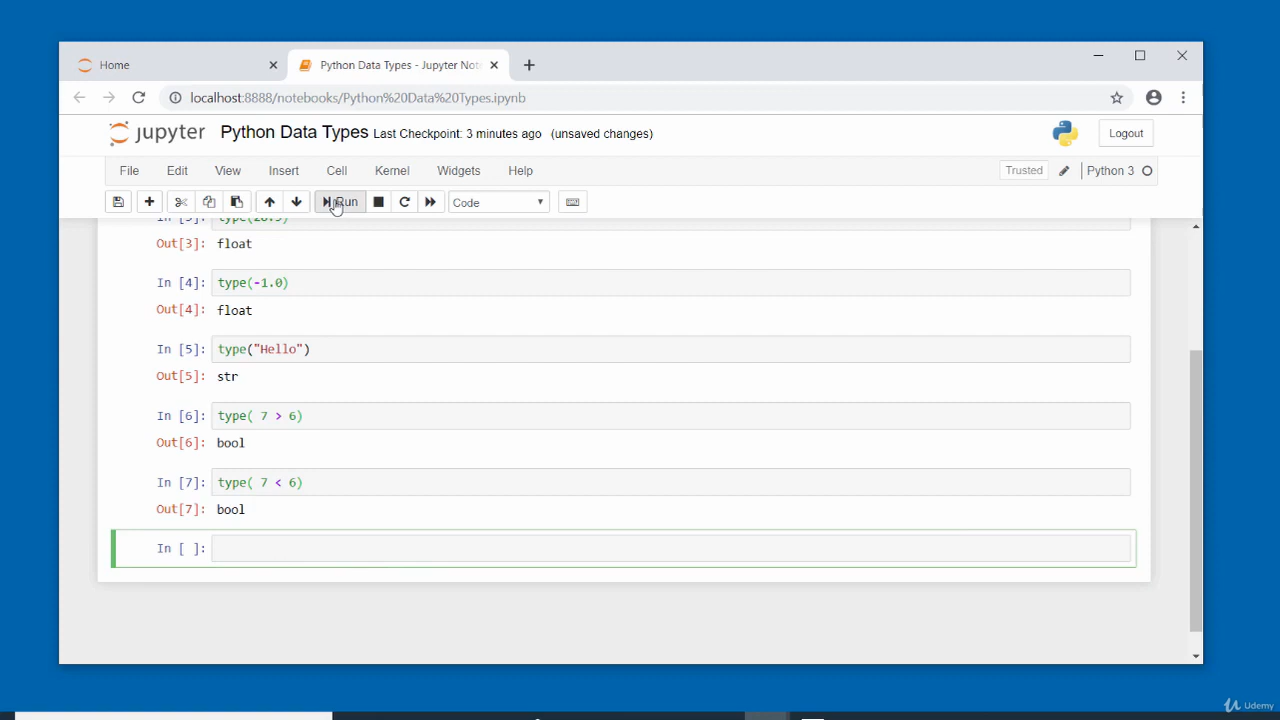 Home
Python Data Types - Jupyter Not
localhost:8888/notebooks/Python%20Data%20Types.ipynb
jupyter Python Data Types Last Checkpoint: 3 minutes ago (unsaved changes)
Logout
File Edit View Insert Cell Kernel Widgets Help
Trusted Python 3
Run Code
Out[3]: float
In [4]: type(-1.0)
Out[4]: float
In [5]: type("Hello")
Out[5]: str
In [6]: type( 7 > 6)
Out[6]: bool
In [7]: type( 7 < 6)
Out[7]: bool
In [ ]:
Udemy